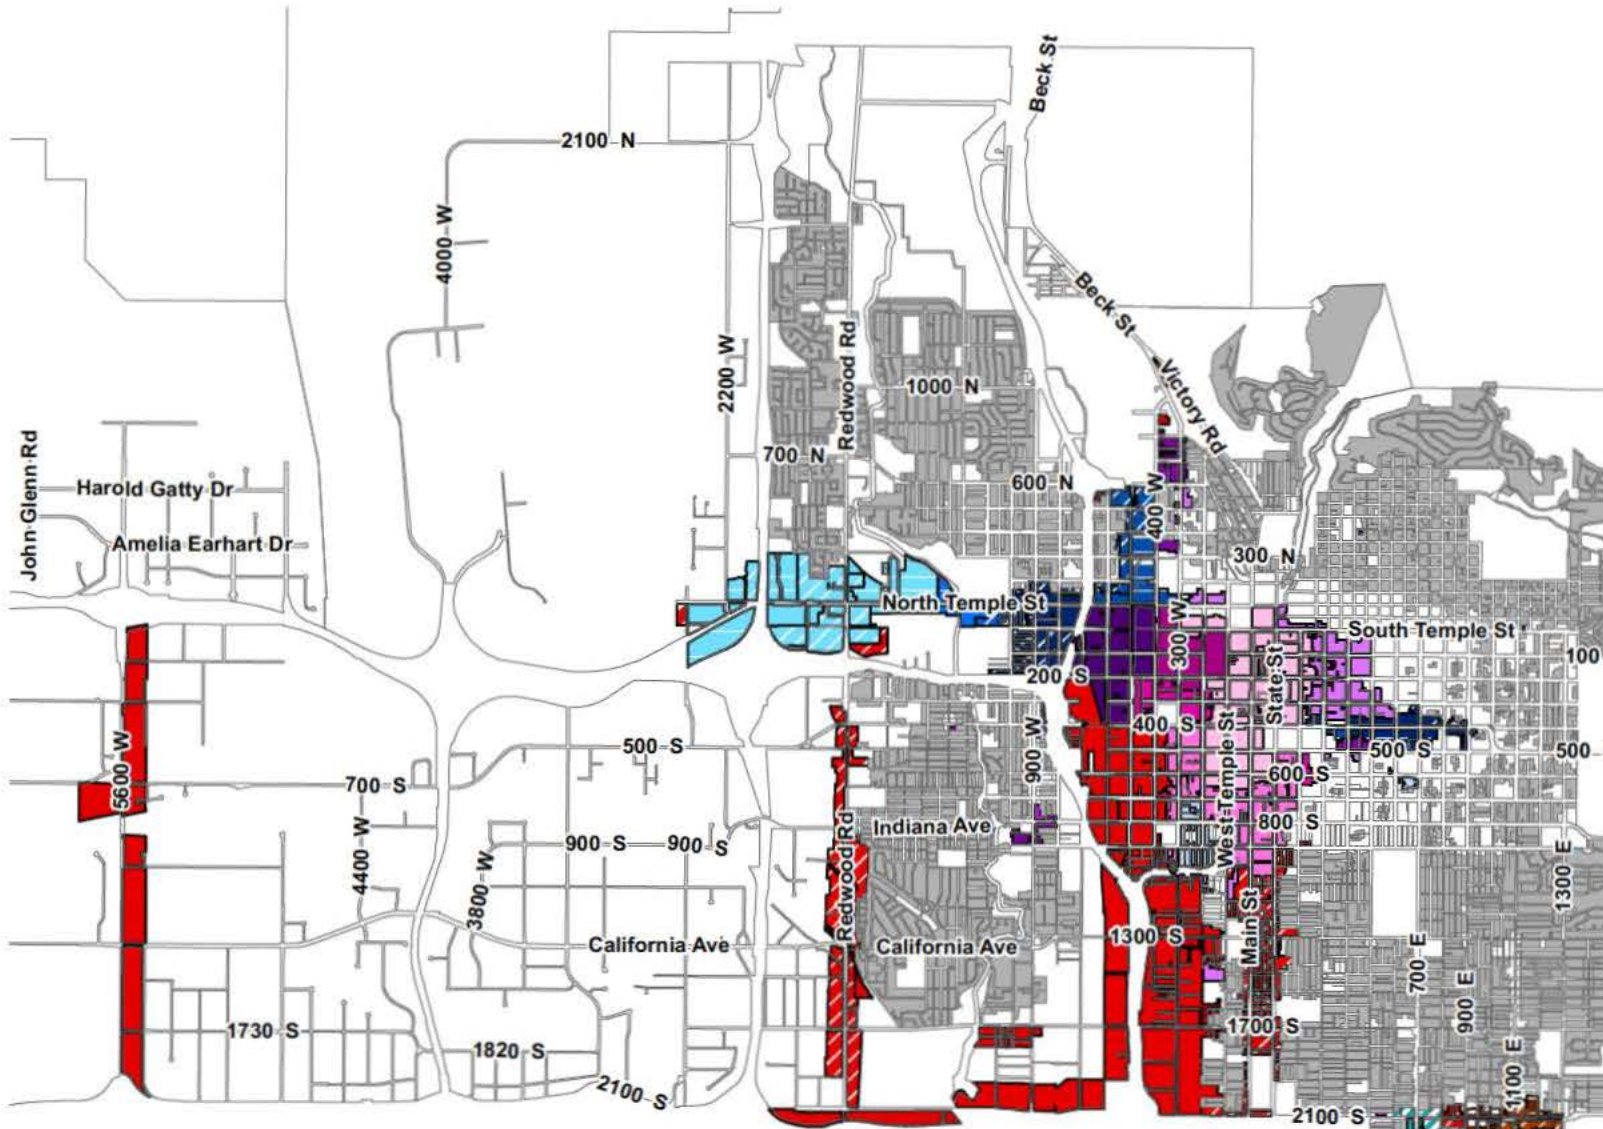 Beck St
2100 N
4000 W
Beck St
Redwood Rd
2200 W
1000 N
Victory Rd
John Glenn Rd
700 N
Harold Gatty Dr
600 N
400 W
Amelia Earhart Dr
300 N
North Temple St
300 W
South Temple St
State St
100
200 S
400 S
West Temple St
5600 W
500 S
900 W
500 S
500
700 S
600 S
Redwood Rd
Indiana Ave
800 S
4400 W
900 S
900 S
3800 W
1300 E
California Ave
California Ave
1300 S
Main St
700 E
900 E
1730 S
1700 S
1820 S
1100 E
2100 S
2100 S